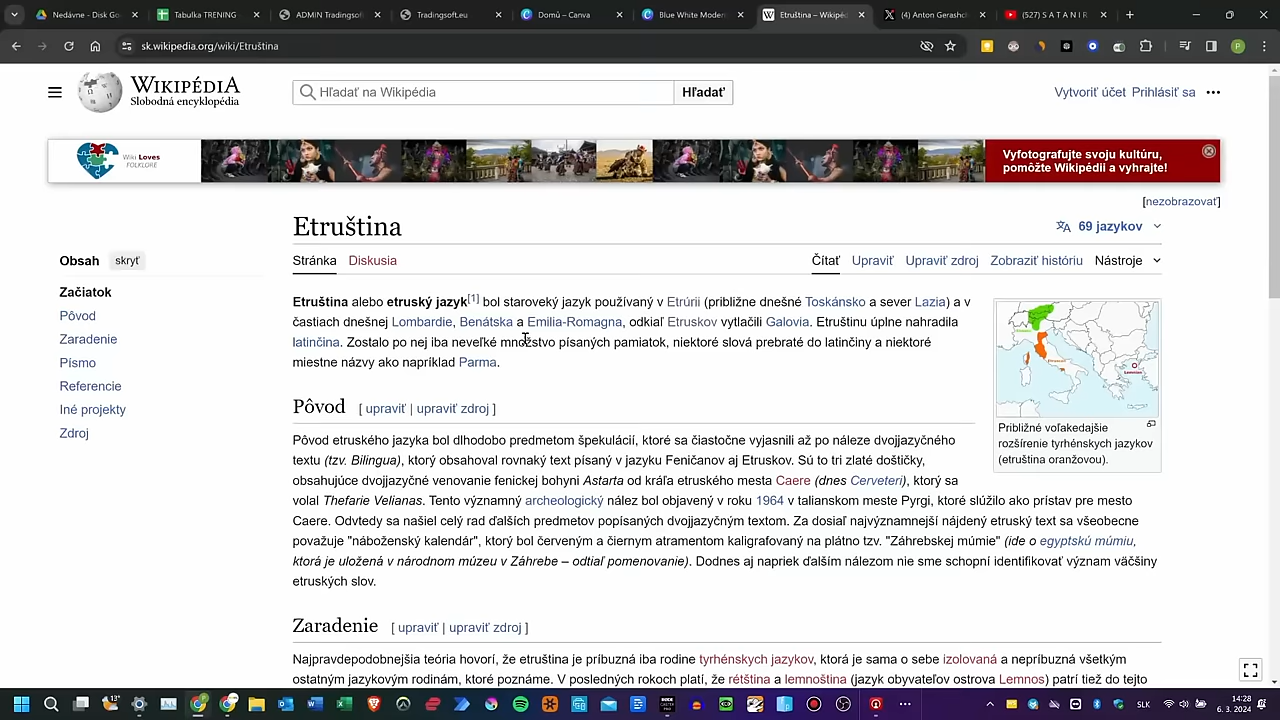 Google Disk - Disk Go
Tabulka TRENING
ADMIN Tradingsof
TradingsofLeu
Domů – Canva
Blue White Moder
Etruština – Wikipé
(4) Anton Gerashch
(527) S A T A N I
sk.wikipedia.org/wiki/Etruština
WIKIPÉDIA
Slobodná encyklopédia
Hľadať na Wikipédia
Hľadať
Vytvoriť účet Prihlásiť sa
Wiki Loves
FOLKLORE
Vyfotografujte svoju kultúru,
pomôžte Wikipédii a vyhrajte!
[nezobrazovať]
Etruština
69 jazykov
Obsah skryť
Stránka Diskusia
Čítať Upraviť Upraviť zdroj Zobraziť históriu Nástroje
Začiatok
Pôvod
Zaradenie
Písmo
Referencie
Iné projekty
Zdroj
Etruština alebo etruský jazyk[1] bol staroveký jazyk používaný v Etrúrii (približne dnešné Toskánsko a sever Lazia) a v
častiach dnešnej Lombardie, Benátska a Emilia-Romagna, odkiaľ Etruskov vytlačili Galovia. Etruštinu úplne nahradila
latinčina. Zostalo po nej iba neveľké množstvo písaných pamiatok, niektoré slová prebraté do latinčiny a niektoré
miestne názvy ako napríklad Parma.
Lemnos
Približné voľakedajšie
rozšírenie tyrhénskych jazykov
(etruština oranžovou).
Pôvod [ upraviť | upraviť zdroj ]
Pôvod etruského jazyka bol dlhodobo predmetom špekulácií, ktoré sa čiastočne vyjasnili až po náleze dvojjazyčného
textu (tzv. Bilingua), ktorý obsahoval rovnaký text písaný v jazyku Feničanov aj Etruskov. Sú to tri zlaté doštičky,
obsahujúce dvojjazyčné venovanie fenickej bohyni Astarta od kráľa etruského mesta Caere (dnes Cerveteri), ktorý sa
volal Thefarie Velianas. Tento významný archeologický nález bol objavený v roku 1964 v talianskom meste Pyrgi, ktoré slúžilo ako prístav pre mesto
Caere. Odvtedy sa našiel celý rad ďalších predmetov popísaných dvojjazyčným textom. Za dosiaľ najvýznamnejší nájdený etruský text sa všeobecne
považuje "náboženský kalendár", ktorý bol červeným a čiernym atramentom kaligrafovaný na plátno tzv. "Záhrebskej múmie" (ide o egyptskú múmiu,
ktorá je uložená v národnom múzeu v Záhrebe – odtiaľ pomenovanie). Dodnes aj napriek ďalším nálezom nie sme schopní identifikovať význam väčšiny
etruských slov.
Zaradenie [ upraviť | upraviť zdroj ]
Najpravdepodobnejšia teória hovorí, že etruština je príbuzná iba rodine tyrhénskych jazykov, ktorá je sama o sebe izolovaná a nepríbuzná všetkým
ostatným jazykovým rodinám, ktoré poznáme. V posledných rokoch platí, že rétština a lemnoština (jazyk obyvateľov ostrova Lemnos) patrí tiež do tejto
13°
SLK
14:28
6. 3. 2024